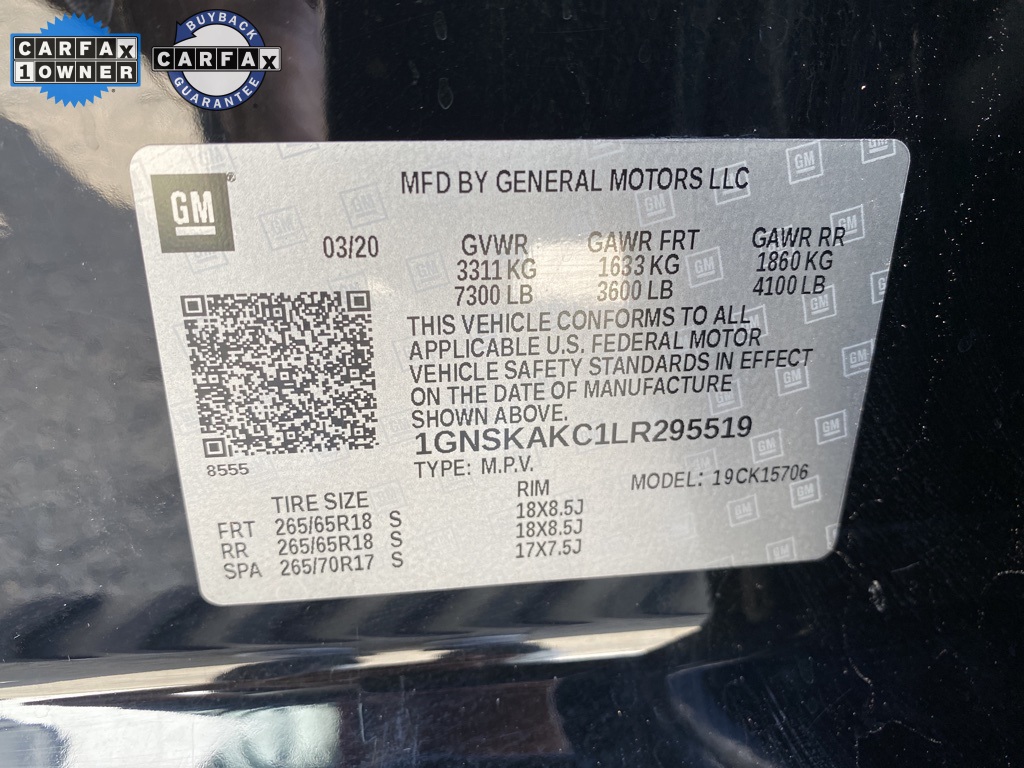 CARFAX
1 OWNER
BUYBACK
CARFAX
GUARANTEE
GM
MFD BY GENERAL MOTORS LLC
03/20 GVWR GAWR FRT GAWR RR
3311 KG 1633 KG 1860 KG
7300 LB 3600 LB 4100 LB
THIS VEHICLE CONFORMS TO ALL
APPLICABLE U.S. FEDERAL MOTOR
VEHICLE SAFETY STANDARDS IN EFFECT
ON THE DATE OF MANUFACTURE
SHOWN ABOVE.
1GNSKAKC1LR295519
8555
TYPE: M.P.V. MODEL: 19CK15706
TIRE SIZE RIM
FRT 265/65R18 S 18X8.5J
RR 265/65R18 S 18X8.5J
SPA 265/70R17 S 17X7.5J